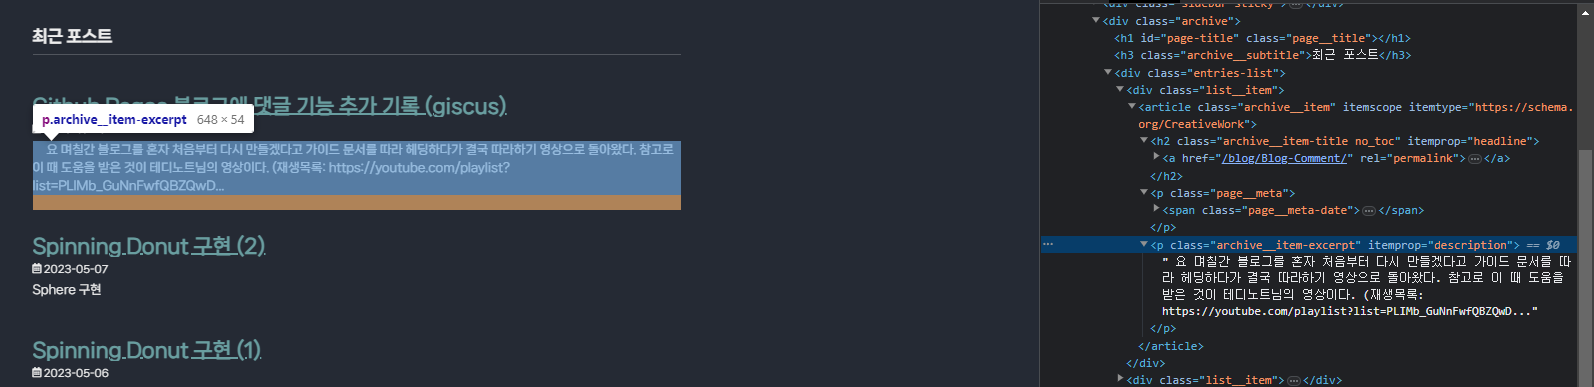 최근 포스트
Github Pages 블로그에 댓글 기능 추가 기록 (giscus)
p.archive__item-excerpt 648 × 54
요 며칠간 블로그를 혼자 처음부터 다시 만들겠다고 가이드 문서를 따라 헤딩하다가 결국 따라하기 영상으로 돌아왔다. 참고로
이 때 도움을 받은 것이 테디노트님의 영상이다. (재생목록: https://youtube.com/playlist?
list=PLIMb_GuNnFwfQBZQwD...
Spinning Donut 구현 (2)
2023-05-07
Sphere 구현
Spinning Donut 구현 (1)
2023-05-06
<div class="sidebar sticky">…</div>
<div class="archive">
<h1 id="page-title" class="page__title"></h1>
<h3 class="archive__subtitle">최근 포스트</h3>
<div class="entries-list">
<div class="list__item">
<article class="archive__item" itemscope itemtype="https://schema.
org/CreativeWork">
<h2 class="archive__item-title no_toc" itemprop="headline">
<a href="/blog/Blog-Comment/" rel="permalink">…</a>
</h2>
<p class="page__meta">
<span class="page__meta-date">…</span>
</p>
<p class="archive__item-excerpt" itemprop="description"> == $0
" 요 며칠간 블로그를 혼자 처음부터 다시 만들겠다고 가이드 문서를 따
라 헤딩하다가 결국 따라하기 영상으로 돌아왔다. 참고로 이 때 도움을
받은 것이 테디노트님의 영상이다. (재생목록:
https://youtube.com/playlist?list=PLIMb_GuNnFwfQBZQwD..."
</p>
</article>
</div>
<div class="list__item">…</div>